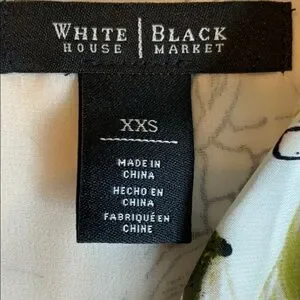 WHITE | BLACK
HOUSE | MARKET
XXS
MADE IN
CHINA
HECHO EN
CHINA
FABRIQUÉ EN
CHINE